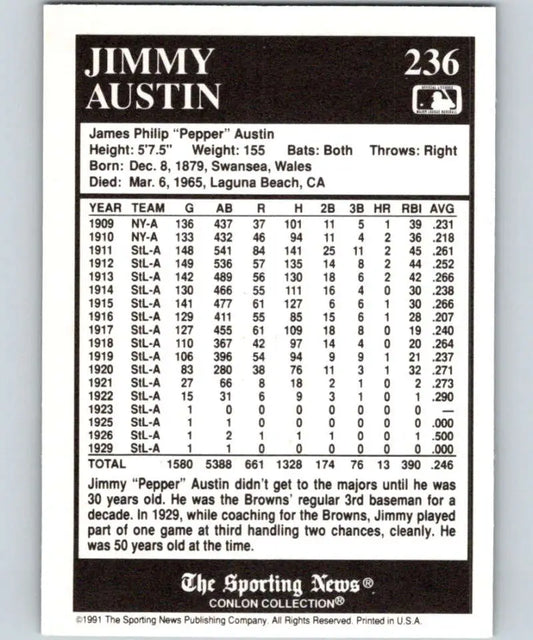 JIMMY
AUSTIN
236
James Philip "Pepper" Austin
Height: 5'7.5" Weight: 155 Bats: Both Throws: Right
Born: Dec. 8, 1879, Swansea, Wales
Died: Mar. 6, 1965, Laguna Beach, CA
YEAR TEAM G AB R H 2B 3B HR RBI AVG
1909 NY-A 136 437 37 101 11 5 1 39 .231
1910 NY-A 133 432 46 94 11 4 2 36 .218
1911 StL-A 148 541 84 141 25 11 2 45 .261
1912 StL-A 149 536 57 135 14 8 2 44 .252
1913 StL-A 142 489 56 130 18 6 2 42 .266
1914 StL-A 130 466 55 111 16 4 0 30 .238
1915 StL-A 141 477 61 127 6 6 1 30 .266
1916 StL-A 129 411 55 85 15 6 1 28 .207
1917 StL-A 127 455 61 109 18 8 0 19 .240
1918 StL-A 110 367 42 97 14 4 0 20 .264
1919 StL-A 106 396 54 94 9 9 1 21 .237
1920 StL-A 83 280 38 76 11 3 1 32 .271
1921 StL-A 27 66 8 18 2 1 0 2 .273
1922 StL-A 15 31 6 9 3 1 0 1 .290
1923 StL-A 1 0 0 0 0 0 0 0 —
1925 StL-A 1 1 0 0 0 0 0 0 .000
1926 StL-A 1 2 1 1 1 0 0 1 .500
1929 StL-A 1 1 0 0 0 0 0 0 .000
TOTAL 1580 5388 661 1328 174 76 13 390 .246
Jimmy "Pepper" Austin didn't get to the majors until he was
30 years old. He was the Browns' regular 3rd baseman for a
decade. In 1929, while coaching for the Browns, Jimmy played
part of one game at third handling two chances, cleanly. He
was 50 years old at the time.
The Sporting News®
CONLON COLLECTION®
©1991 The Sporting News Publishing Company. All Rights Reserved. Printed in U.S.A.